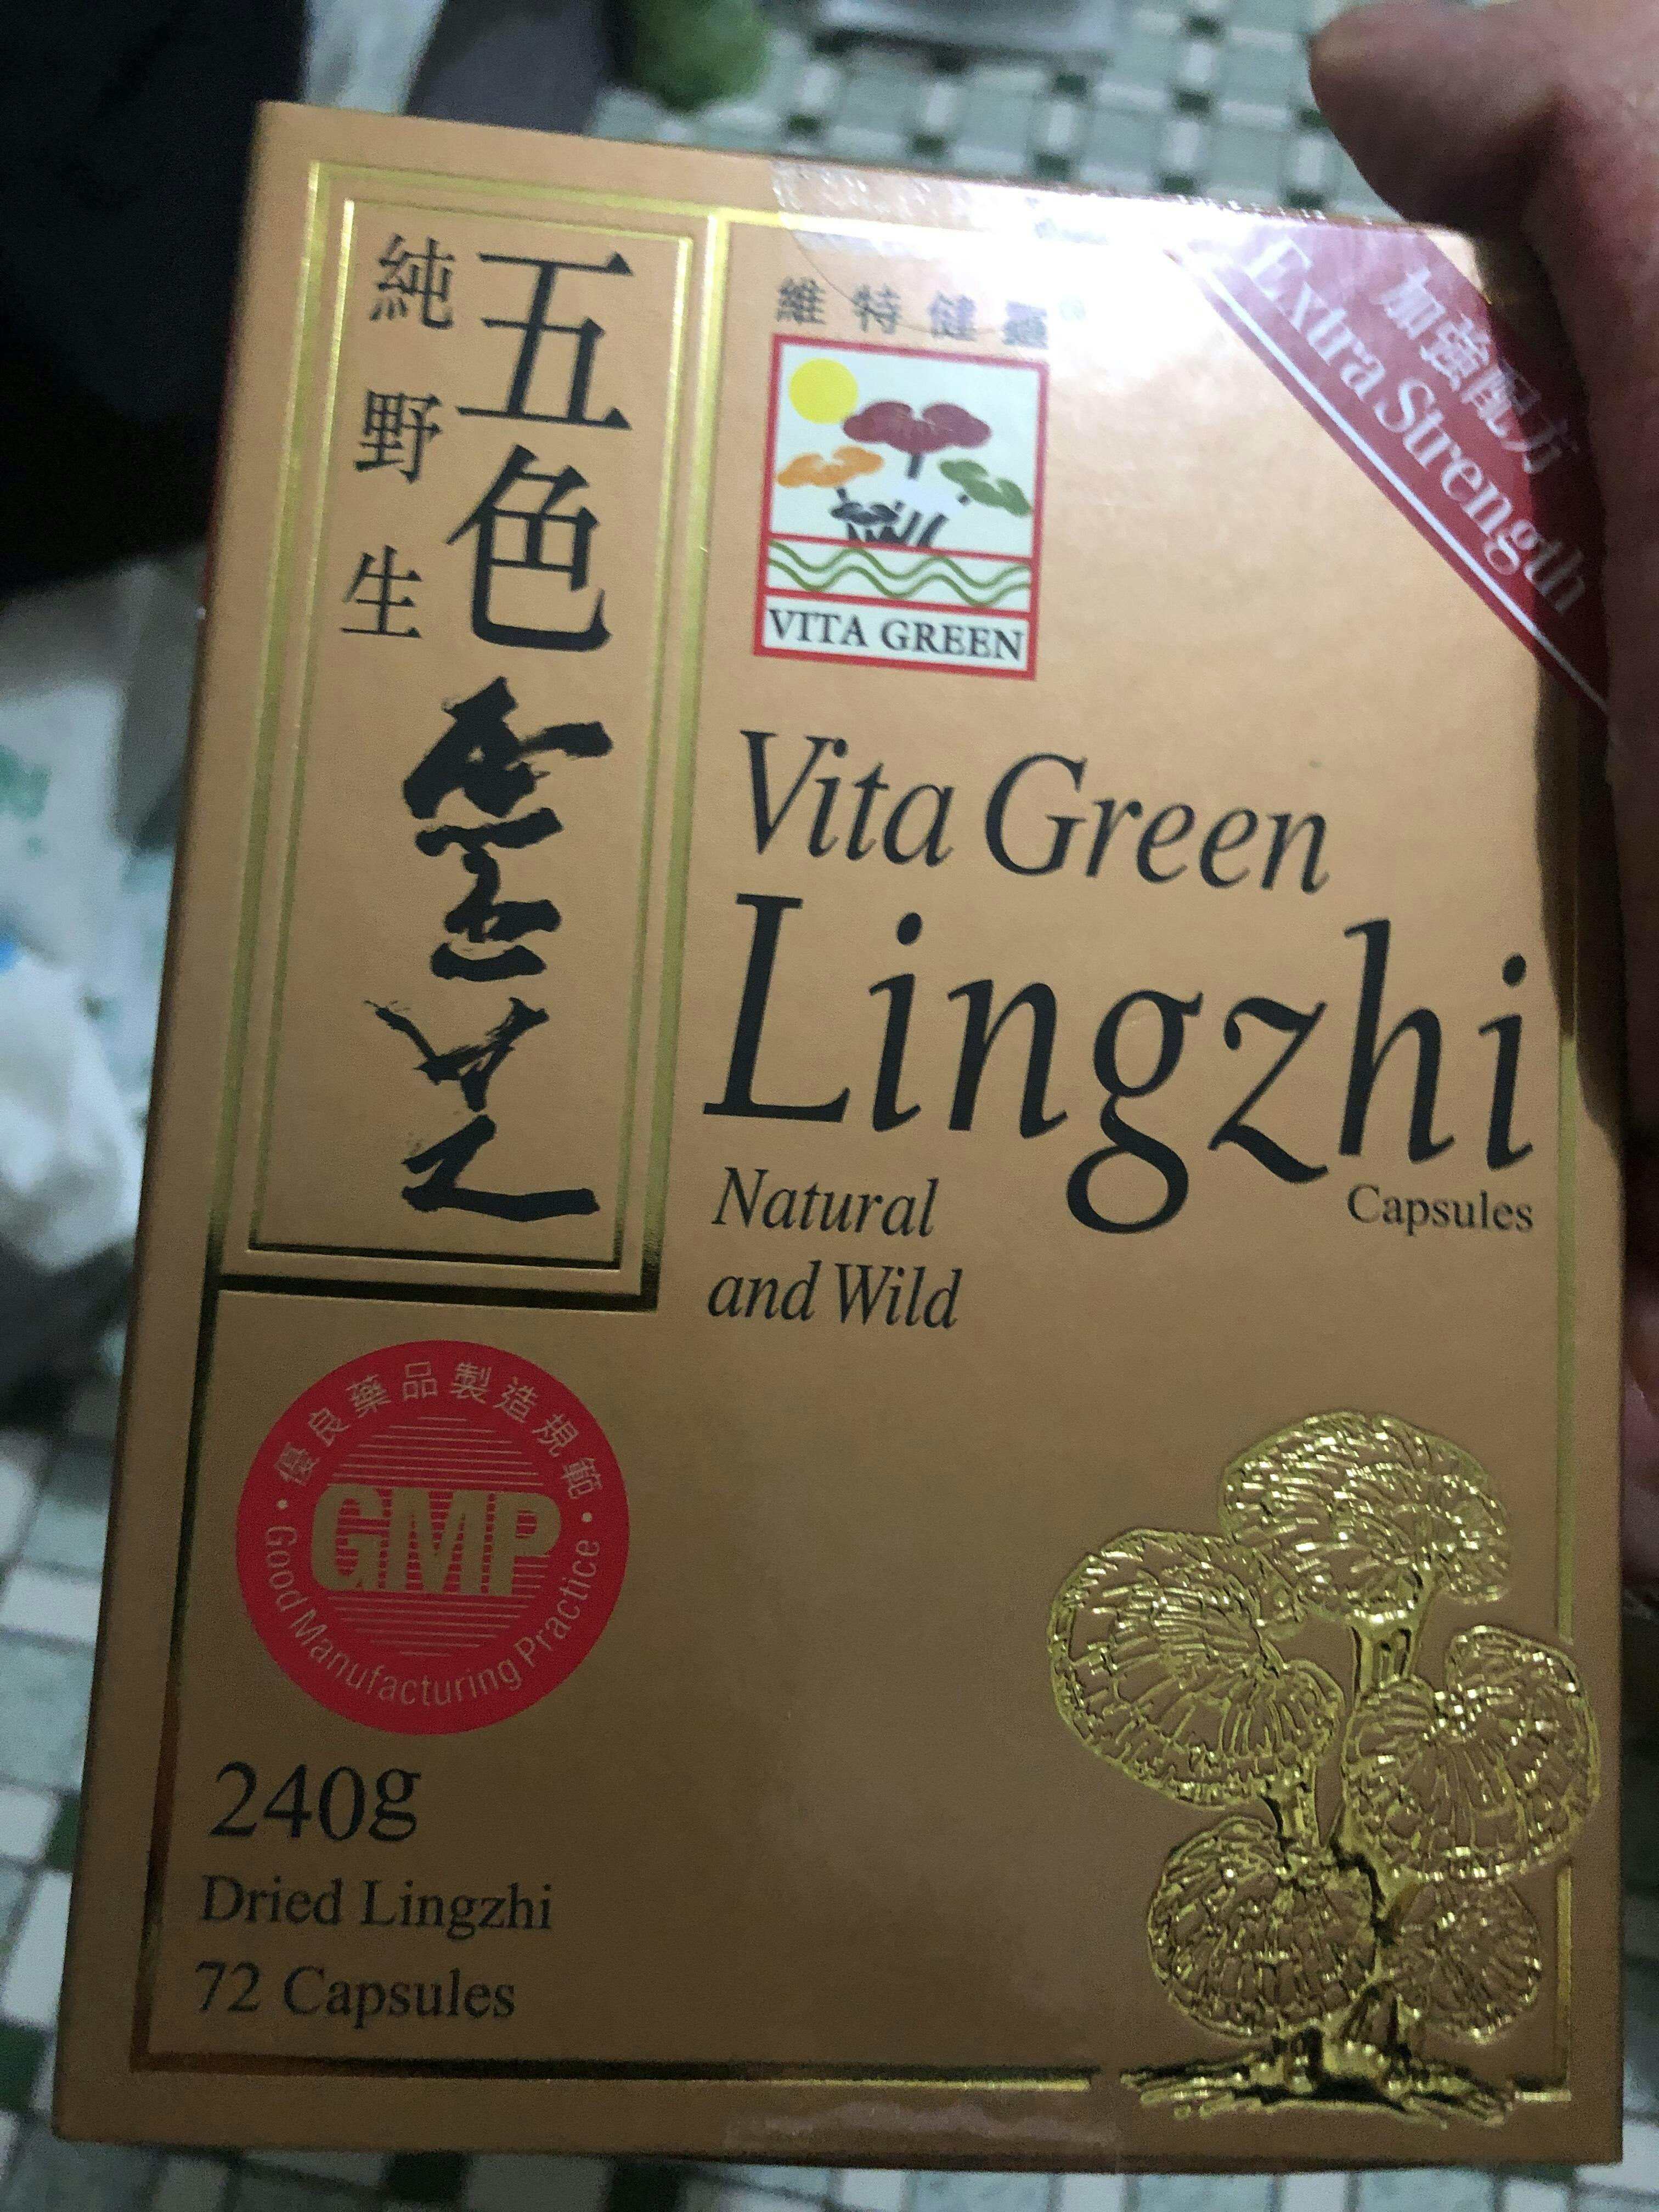 純野生
五色靈芝
維特健靈
VITA GREEN
加強配方
Extra Strength
Vita Green
Lingzhi
Capsules
Natural
and Wild
優良藥品製造規範
GMP
Good Manufacturing Practice
240g
Dried Lingzhi
72 Capsules